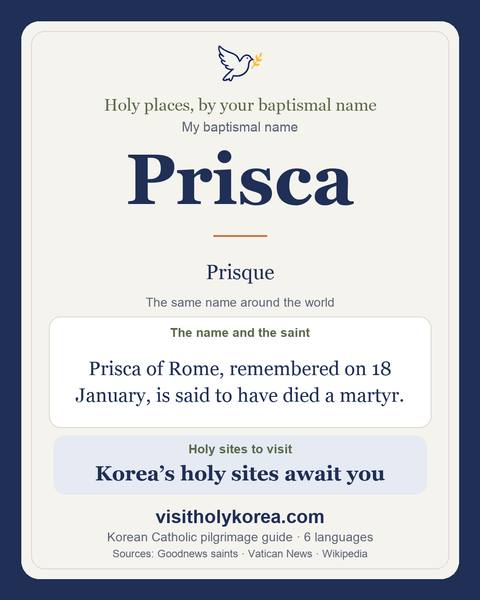 Holy places, by your baptismal name
My baptismal name
Prisca
Prisque
The same name around the world
The name and the saint
Prisca of Rome, remembered on 18
January, is said to have died a martyr.
Holy sites to visit
Korea’s holy sites await you
visitholykorea.com
Korean Catholic pilgrimage guide · 6 languages
Sources: Goodnews saints · Vatican News · Wikipedia